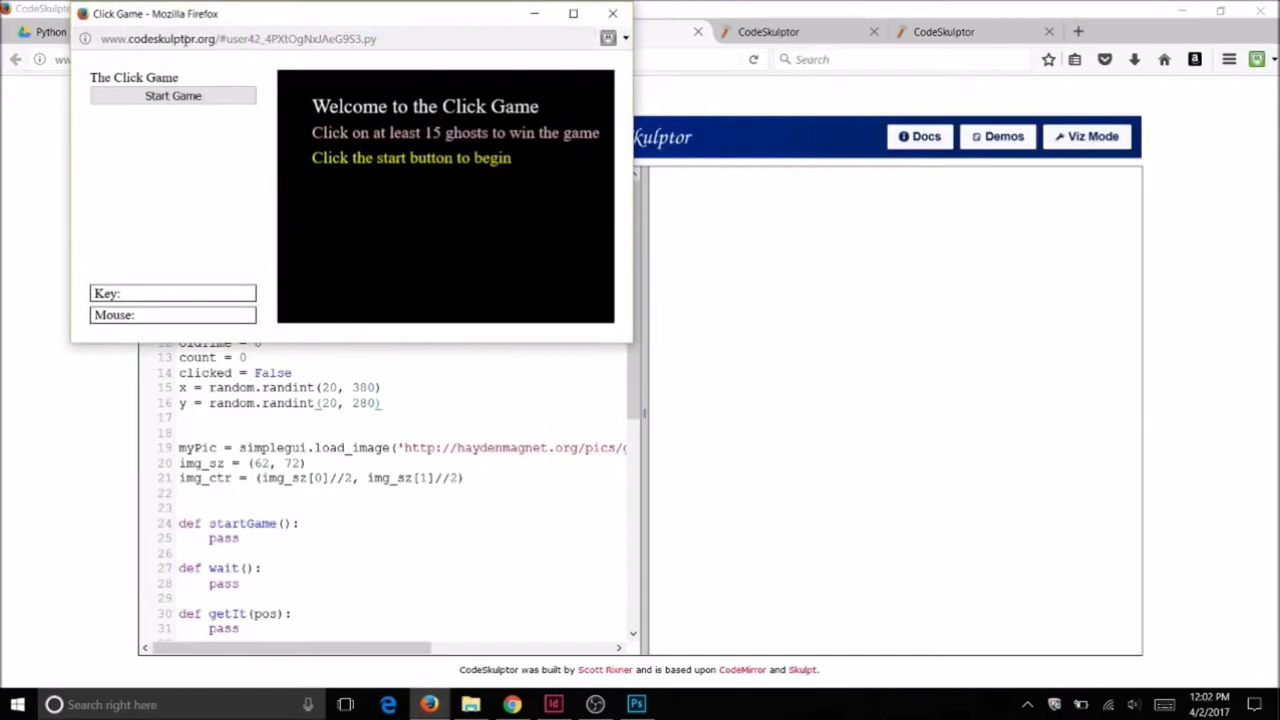 CodeSkulptor
Click Game - Mozilla Firefox
Python
www.codeskulptor.org/#user42_4PXtOgNxJAeG9S3.py
CodeSkulptor
CodeSkulptor
Search
The Click Game
Start Game
Welcome to the Click Game
Click on at least 15 ghosts to win the game
Click the start button to begin
Docs
Demos
Viz Mode
Key:
Mouse:
13 count = 0
14 clicked = False
15 x = random.randint(20, 380)
16 y = random.randint(20, 280)
17
18
19 myPic = simplegui.load_image('http://haydenmagnet.org/pics/g
20 img_sz = (62, 72)
21 img_ctr = (img_sz[0]//2, img_sz[1]//2)
22
23
24 def startGame():
25 pass
26
27 def wait():
28 pass
29
30 def getIt(pos):
31 pass
CodeSkulptor was built by Scott Rixner and is based upon CodeMirror and Skulpt.
Search right here
12:02 PM
4/2/2017